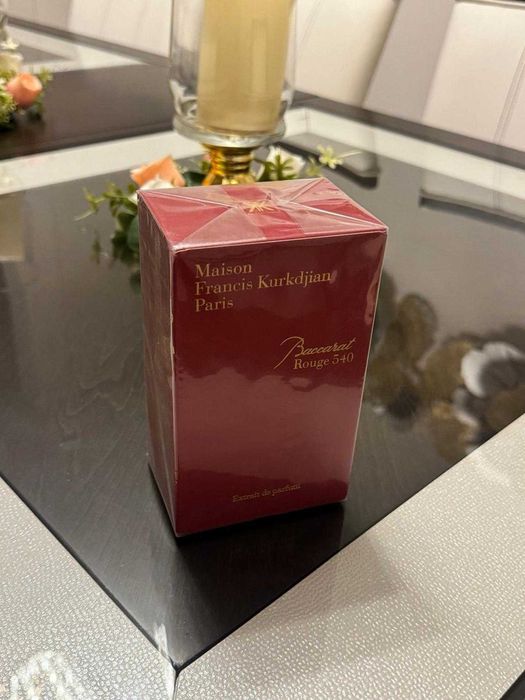 Maison
Francis Kurkdjian
Paris
Baccarat
Rouge 540
Extrait de parfum